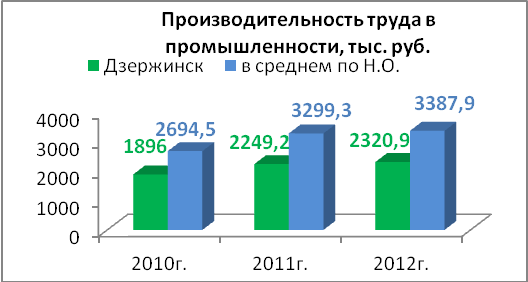 Производительность труда в
промышленности, тыс. руб.
Дзержинск в среднем по Н.О.
4000
3000
2000
1000
0
1896 2694,5
2249,2 3299,3
2320,9 3387,9
2010г. 2011г. 2012г.